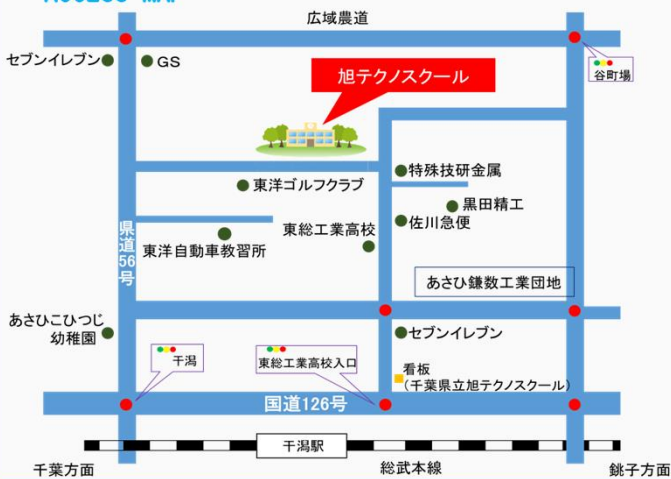 ACCESS MAP
広域農道
セブンイレブン
GS
旭テクノスクール
谷町場
特殊技研金属
東洋ゴルフクラブ
黒田精工
佐川急便
県道56号
東洋自動車教習所
東総工業高校
あさひ鎌数工業団地
あさひこひつじ
幼稚園
セブンイレブン
干潟
東総工業高校入口
看板
(千葉県立旭テクノスクール)
国道126号
干潟駅
千葉方面
総武本線
銚子方面